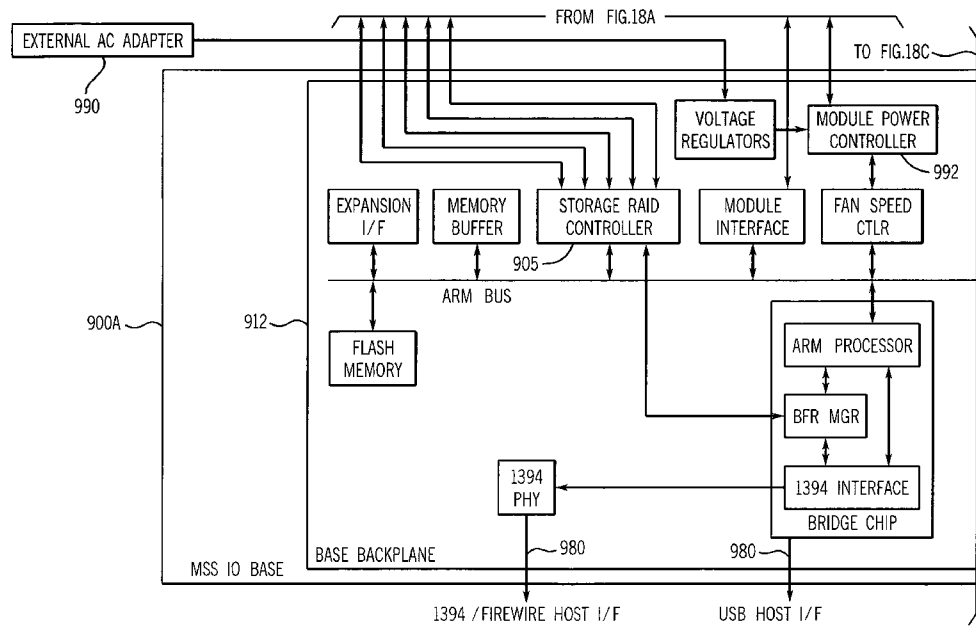 FROM FIG.18A
EXTERNAL AC ADAPTER
990
TO FIG.18C
VOLTAGE
REGULATORS
MODULE POWER
CONTROLLER
992
EXPANSION
I/F
MEMORY
BUFFER
STORAGE RAID
CONTROLLER
905
MODULE
INTERFACE
FAN SPEED
CTLR
ARM BUS
900A
912
FLASH
MEMORY
ARM PROCESSOR
BFR MGR
1394
PHY
1394 INTERFACE
BRIDGE CHIP
980
980
BASE BACKPLANE
MSS IO BASE
1394 /FIREWIRE HOST I/F
USB HOST I/F